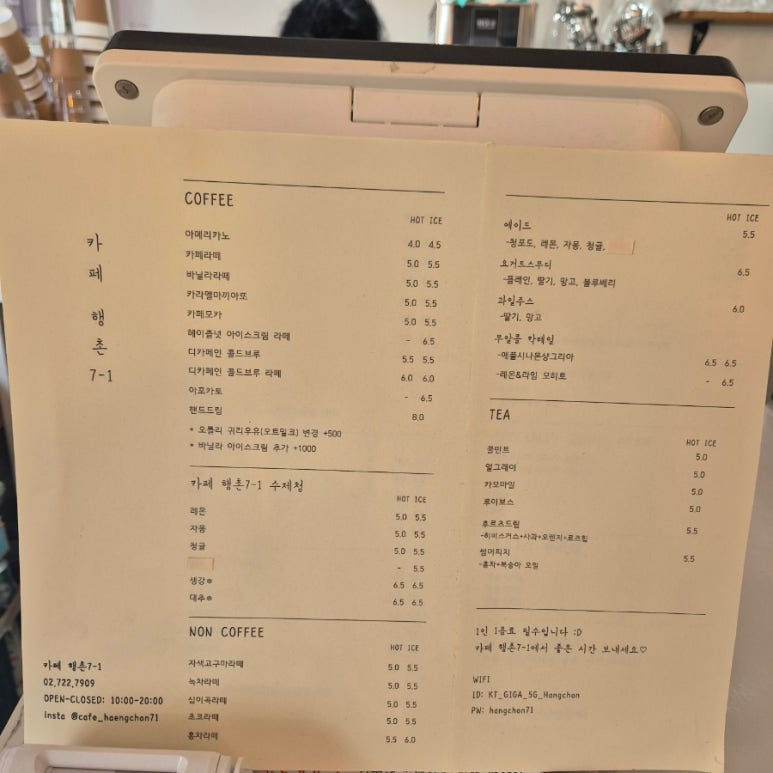 카페 행촌 7-1
COFFEE
HOT ICE
아메리카노 4.0 4.5
카페라떼 5.0 5.5
바닐라라떼 5.0 5.5
카라멜마끼아또 5.0 5.5
카페모카 5.0 5.5
헤이즐넛 아이스크림 라떼 - 6.5
디카페인 콜드브루 5.5 5.5
디카페인 콜드브루 라떼 6.0 6.0
아포카토 - 6.5
핸드드립 8.0
* 오틀리 귀리우유(오트밀크) 변경 +500
* 바닐라 아이스크림 추가 +1000
카페 행촌7-1 수제청
HOT ICE
레몬 5.0 5.5
자몽 5.0 5.5
청귤 5.0 5.5
- 5.5
생강* 6.5 6.5
대추* 6.5 6.5
NON COFFEE
HOT ICE
자색고구마라떼 5.0 5.5
녹차라떼 5.0 5.5
십이곡라떼 5.0 5.5
초코라떼 5.0 5.5
홍차라떼 5.5 6.0
카페 행촌7-1
02.722.7909
OPEN-CLOSED: 10:00-20:00
insta @cafe_haengchon71
HOT ICE
에이드 5.5
-청포도, 레몬, 자몽, 청귤,
요거트스무디 6.5
-플레인, 딸기, 망고, 블루베리
과일주스 6.0
-딸기, 망고
무알콜 칵테일
-애플시나몬샹그리아 6.5 6.5
-레몬&라임 모히토 - 6.5
TEA
HOT ICE
쿨민트 5.0
얼그레이 5.0
카모마일 5.0
루이보스 5.0
후르츠드림 5.5
-히비스커스+사과+오렌지+로즈힙
썸머피치 5.5
-홍차+복숭아 오일
1인 1음료 필수입니다 :D
카페 행촌7-1에서 좋은 시간 보내세요♡
WIFI
ID: KT_GIGA_5G_Hangchon
PW: hangchon71